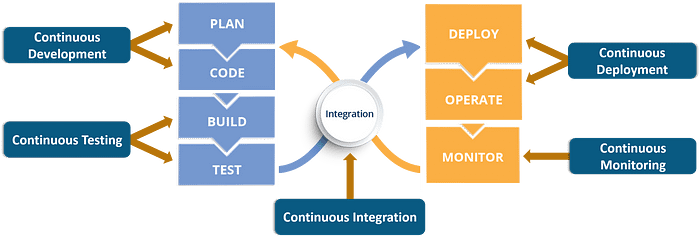 Continuous
Development
PLAN
CODE
Continuous Testing
BUILD
TEST
Integration
Continuous Integration
DEPLOY
OPERATE
MONITOR
Continuous
Deployment
Continuous
Monitoring